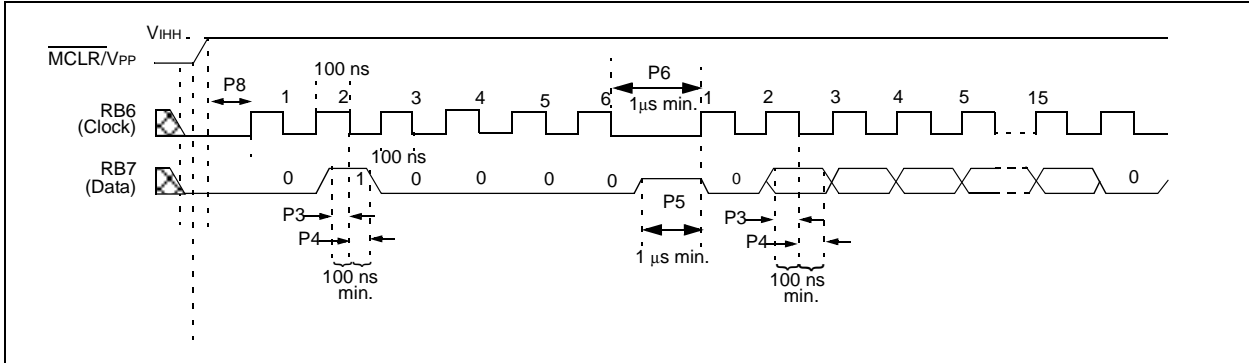 VIHH
MCLR/VPP
100 ns
P8
P6
1 2 3 4 5 6 1μs min. 1 2 3 4 5 15
RB6
(Clock)
100 ns
RB7
(Data)
0 1 0 0 0 0 0 0
P5
P3 P3
P4 P4
1 μs min.
100 ns
min.
100 ns
min.